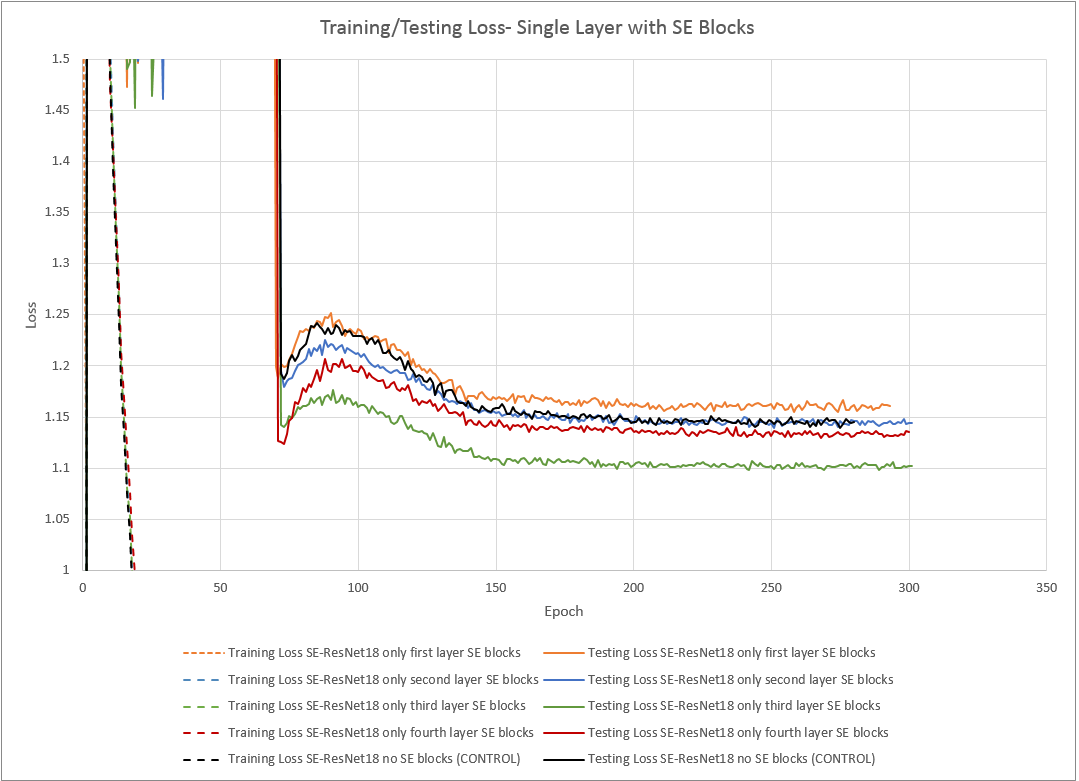 Training/Testing Loss- Single Layer with SE Blocks
1.5
1.45
1.4
1.35
1.3
1.25
1.2
1.15
1.1
1.05
1
Loss
0 50 100 150 200 250 300 350
Epoch
Training Loss SE-ResNet18 only first layer SE blocks Testing Loss SE-ResNet18 only first layer SE blocks
Training Loss SE-ResNet18 only second layer SE blocks Testing Loss SE-ResNet18 only second layer SE blocks
Training Loss SE-ResNet18 only third layer SE blocks Testing Loss SE-ResNet18 only third layer SE blocks
Training Loss SE-ResNet18 only fourth layer SE blocks Testing Loss SE-ResNet18 only fourth layer SE blocks
Training Loss SE-ResNet18 no SE blocks (CONTROL) Testing Loss SE-ResNet18 no SE blocks (CONTROL)